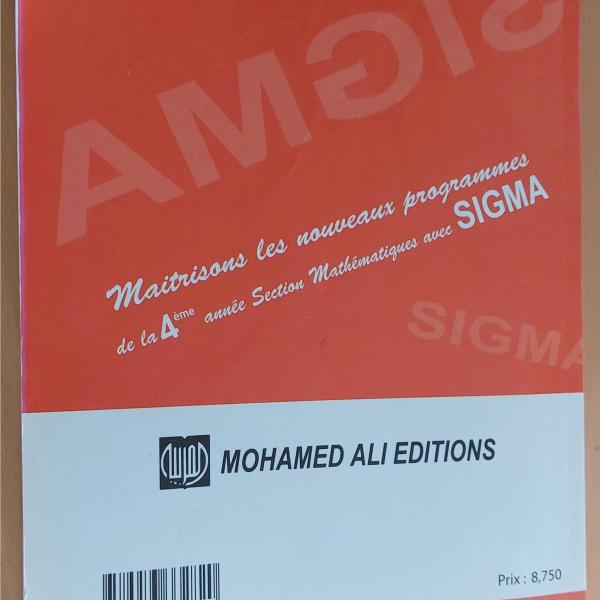 SIGMA
Maitrisons les nouveaux programmes
de la 4ème année Section Mathématiques avec SIGMA
SIGMA
MOHAMED ALI EDITIONS
Prix : 8,750